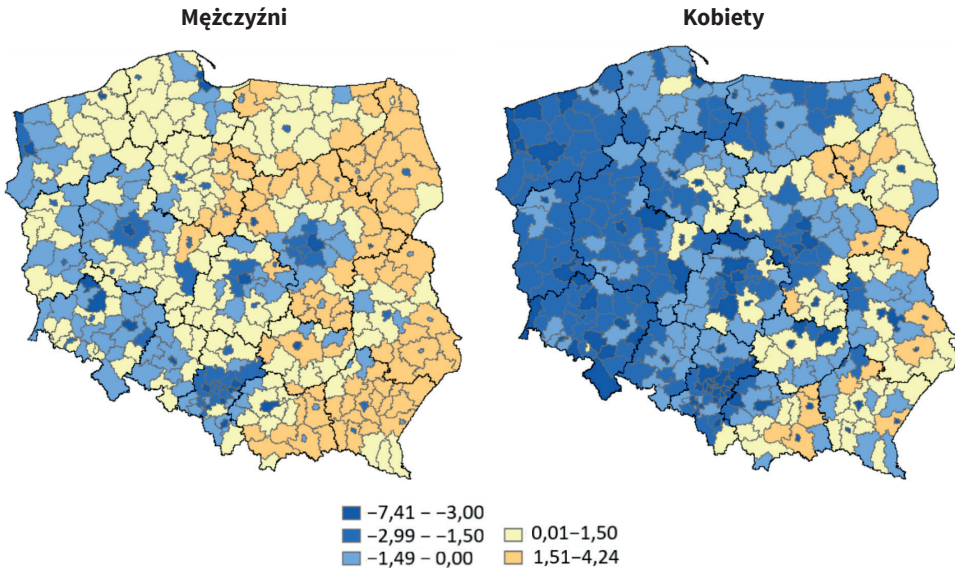 Mężczyźni
Kobiety
−7,41 – −3,00
−2,99 – −1,50
−1,49 – 0,00
0,01–1,50
1,51–4,24